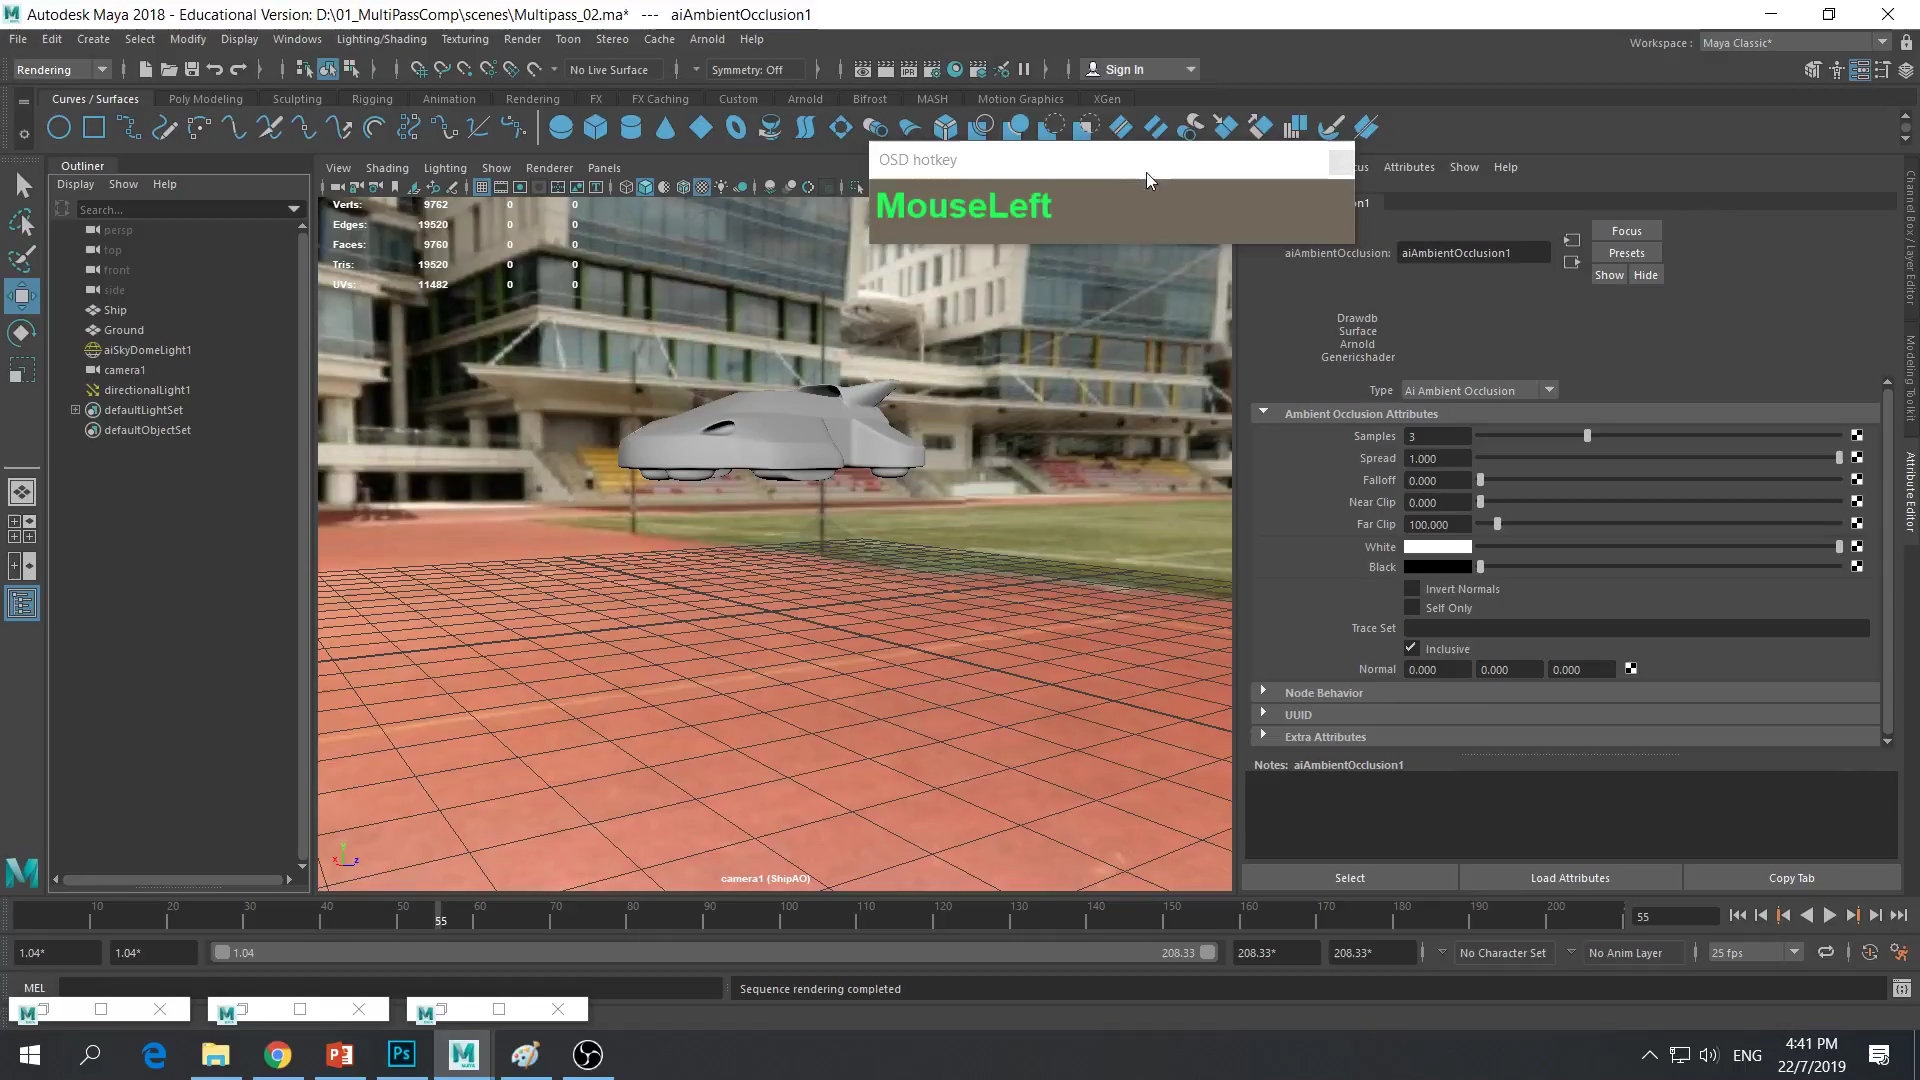 Autodesk Maya 2018 - Educational Version: D:\01_MultiPassComp\scenes\Multipass_02.ma*   ---   aiAmbientOcclusion1
File Edit Create Select Modify Display Windows Lighting/Shading Texturing Render Toon Stereo Cache Arnold Help
Workspace : Maya Classic*
Rendering No Live Surface Symmetry: Off Sign In
Curves / Surfaces Poly Modeling Sculpting Rigging Animation Rendering FX FX Caching Custom Arnold Bifrost MASH Motion Graphics XGen
Outliner
Display Show Help
Search...
persp
top
front
side
Ship
Ground
aiSkyDomeLight1
camera1
directionalLight1
defaultLightSet
defaultObjectSet
View Shading Lighting Show Renderer Panels
Verts: 9762 0 0
Edges: 19520 0 0
Faces: 9760 0 0
Tris: 19520 0 0
UVs: 11482 0 0
camera1 (ShipAO)
OSD hotkey
MouseLeft
cus Attributes Show Help
n1
aiAmbientOcclusion: aiAmbientOcclusion1
Focus
Presets
Show Hide
Drawdb
Surface
Arnold
Genericshader
Type Ai Ambient Occlusion
Ambient Occlusion Attributes
Samples 3
Spread 1.000
Falloff 0.000
Near Clip 0.000
Far Clip 100.000
White
Black
Invert Normals
Self Only
Trace Set
Inclusive
Normal 0.000 0.000 0.000
Node Behavior
UUID
Extra Attributes
Notes: aiAmbientOcclusion1
Select Load Attributes Copy Tab
Channel Box / Layer Editor
Modeling Toolkit
Attribute Editor
10 20 30 40 50 55 60 70 80 90 100 110 120 130 140 150 160 170 180 190 200
55
1.04* 1.04* 1.04 208.33 208.33* 208.33* No Character Set No Anim Layer 25 fps
MEL
Sequence rendering completed
ENG
4:41 PM
22/7/2019